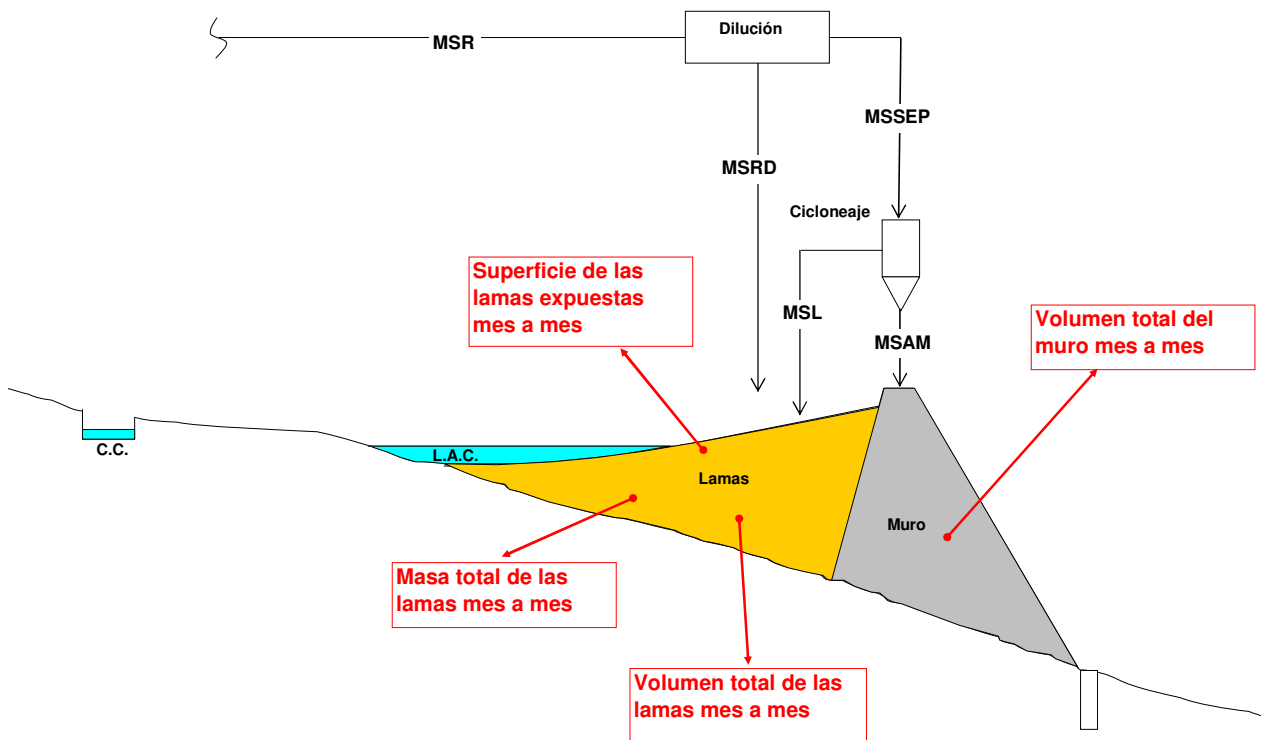 Dilución
MSR
MSSEP
MSRD
Cicloneaje
Superficie de las
lamas expuestas
mes a mes
MSL
MSAM
Volumen total del
muro mes a mes
C.C.
L.A.C.
Lamas
Muro
Masa total de las
lamas mes a mes
Volumen total de las
lamas mes a mes